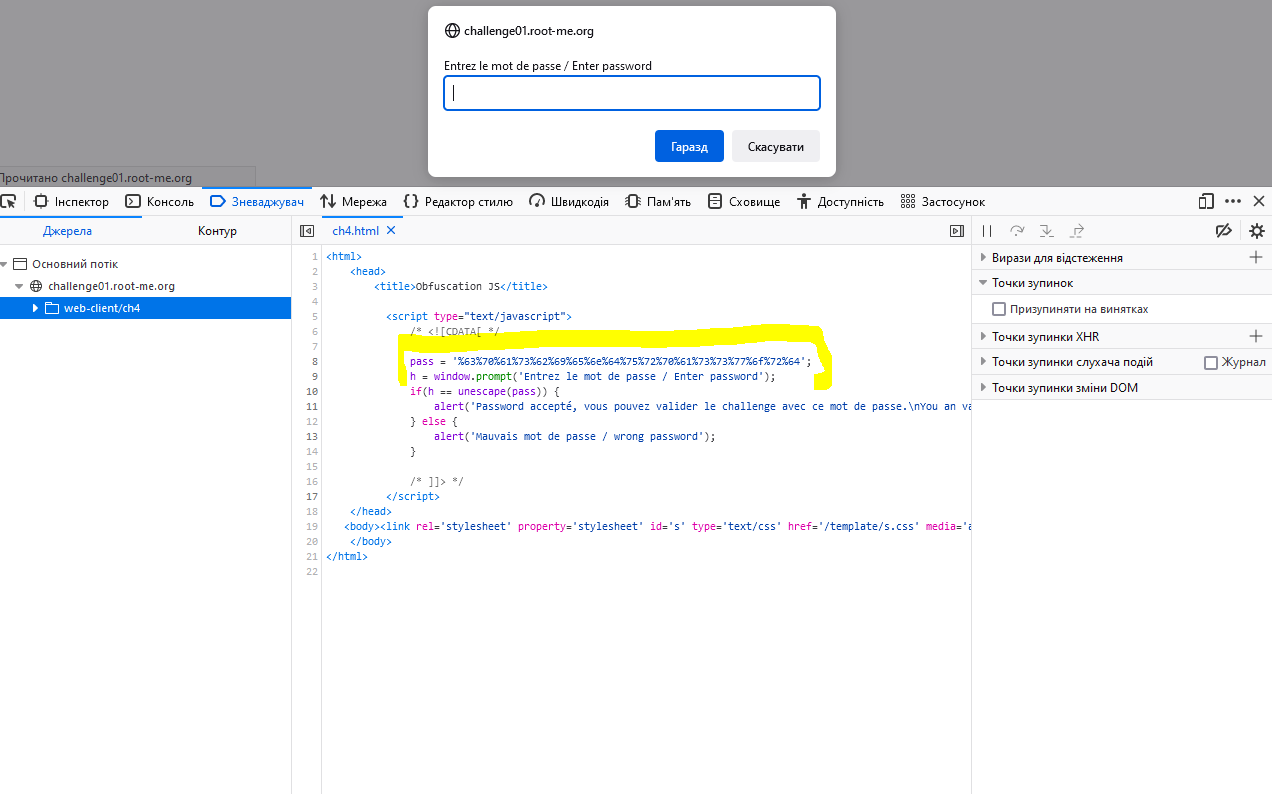 challenge01.root-me.org
Entrez le mot de passe / Enter password
Гаразд Скасувати
Прочитано challenge01.root-me.org
Інспектор Консоль Зневаджувач Мережа Редактор стилю Швидкодія Пам'ять Сховище Доступність Застосунок
Джерела Контур ch4.html
Основний потік
challenge01.root-me.org
web-client/ch4
1 <html>
2 <head>
3 <title>Obfuscation JS</title>
4
5 <script type="text/javascript">
6 /* <![CDATA[ */
7
8 pass = '%63%70%61%73%62%69%65%6e%64%75%72%70%61%73%73%77%6f%72%64';
9 h = window.prompt('Entrez le mot de passe / Enter password');
10 if(h == unescape(pass)) {
11 alert('Password accepté, vous pouvez valider le challenge avec ce mot de passe.\nYou an va
12 } else {
13 alert('Mauvais mot de passe / wrong password');
14 }
15
16 /* ]]> */
17 </script>
18 </head>
19 <body><link rel='stylesheet' property='stylesheet' id='s' type='text/css' href='/template/s.css' media='a
20 </body>
21 </html>
22
Вирази для відстеження
Точки зупинок
Призупиняти на винятках
Точки зупинки XHR
Точки зупинки слухача подій Журнал
Точки зупинки зміни DOM